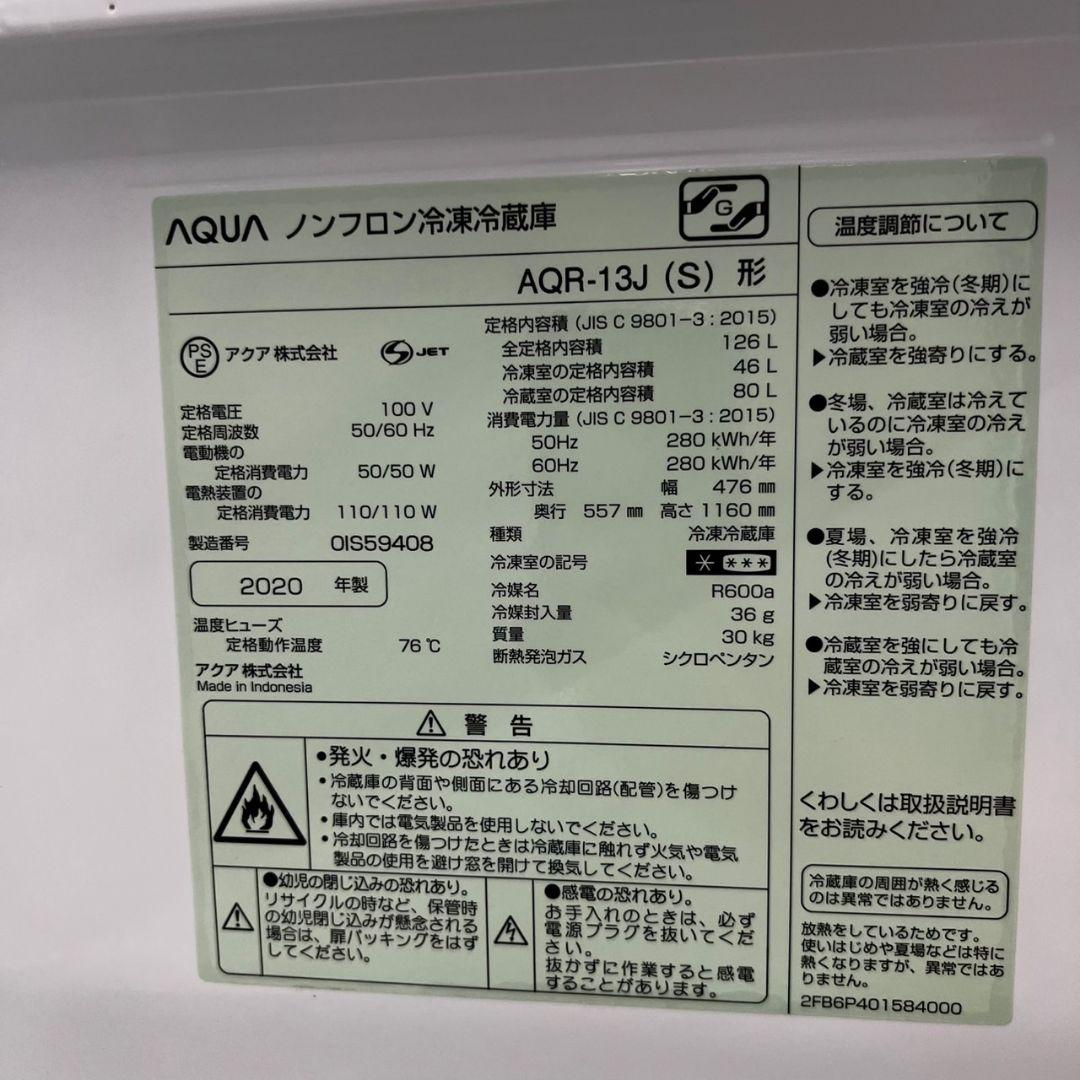 AQUA ノンフロン冷凍冷蔵庫
G
AQR-13J (S) 形
PS
E
アクア株式会社
S JET
定格電圧 100 V
定格周波数 50/60 Hz
電動機の
定格消費電力 50/50 W
電熱装置の
定格消費電力 110/110 W
製造番号 0IS59408
2020 年製
温度ヒューズ
定格動作温度 76 ℃
アクア株式会社
Made in Indonesia
定格内容積 (JIS C 9801-3 : 2015)
全定格内容積 126 L
冷凍室の定格内容積 46 L
冷蔵室の定格内容積 80 L
消費電力量 (JIS C 9801-3 : 2015)
50Hz 280 kWh/年
60Hz 280 kWh/年
外形寸法 幅 476 mm
奥行 557 mm 高さ 1160 mm
種類 冷凍冷蔵庫
冷凍室の記号 * ***
冷媒名 R600a
冷媒封入量 36 g
質量 30 kg
断熱発泡ガス シクロペンタン
⚠ 警告
●発火・爆発の恐れあり
・冷蔵庫の背面や側面にある冷却回路(配管)を傷つけ
ないでください。
・庫内では電気製品を使用しないでください。
・冷却回路を傷つけたときは冷蔵庫に触れず火気や電気
製品の使用を避け窓を開けて換気してください。
●幼児の閉じ込みの恐れあり。
リサイクルの時など、保管時
の幼児閉じ込みが懸念される
場合は、扉パッキングをはず
してください。
●感電の恐れあり。
お手入れのときは、必ず
電源プラグを抜いてくだ
さい。
抜かずに作業すると感電
することがあります。
温度調節について
●冷凍室を強冷(冬期)に
しても冷凍室の冷えが
弱い場合。
▶冷蔵室を強寄りにする。
●冬場、冷蔵室は冷えて
いるのに冷凍室の冷え
が弱い場合。
▶冷凍室を強冷(冬期)に
する。
●夏場、冷凍室を強冷
(冬期)にしたら冷蔵室
の冷えが弱い場合。
▶冷凍室を弱寄りに戻す。
●冷蔵室を強にしても冷
蔵室の冷えが弱い場合。
▶冷凍室を弱寄りに戻す。
くわしくは取扱説明書
をお読みください。
冷蔵庫の周囲が熱く感じる
のは異常ではありません。
放熱をしているためです。
使いはじめや夏場などは特に
熱くなりますが、異常ではあ
りません。
2FB6P401584000